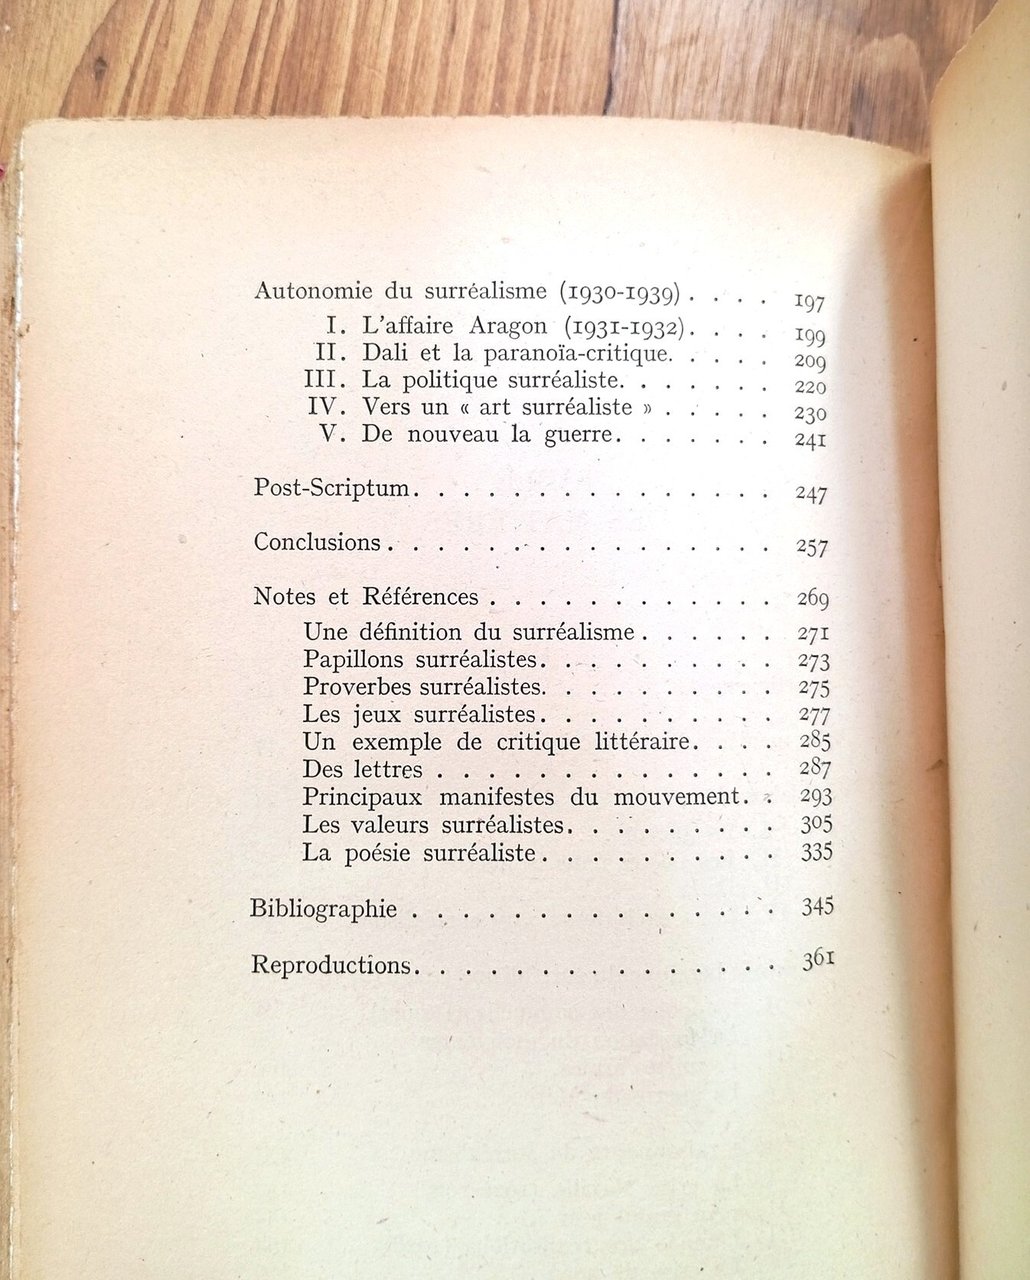 Autonomie du surréalisme (1930-1939) . . . . 197
I. L'affaire Aragon (1931-1932). . . . 199
II. Dali et la paranoïa-critique. . . . . 209
III. La politique surréaliste. . . . . . . 220
IV. Vers un « art surréaliste » . . . . . 230
V. De nouveau la guerre. . . . . . . 241
Post-Scriptum. . . . . . . . . . . . . . . 247
Conclusions . . . . . . . . . . . . . . . . 257
Notes et Références . . . . . . . . . . . . 269
Une définition du surréalisme . . . . . . 271
Papillons surréalistes. . . . . . . . . . 273
Proverbes surréalistes. . . . . . . . . . 275
Les jeux surréalistes. . . . . . . . . . 277
Un exemple de critique littéraire. . . . 285
Des lettres . . . . . . . . . . . . . . 287
Principaux manifestes du mouvement. . 293
Les valeurs surréalistes. . . . . . . . . 305
La poésie surréaliste . . . . . . . . . . 335
Bibliographie . . . . . . . . . . . . . . . 345
Reproductions. . . . . . . . . . . . . . . 361